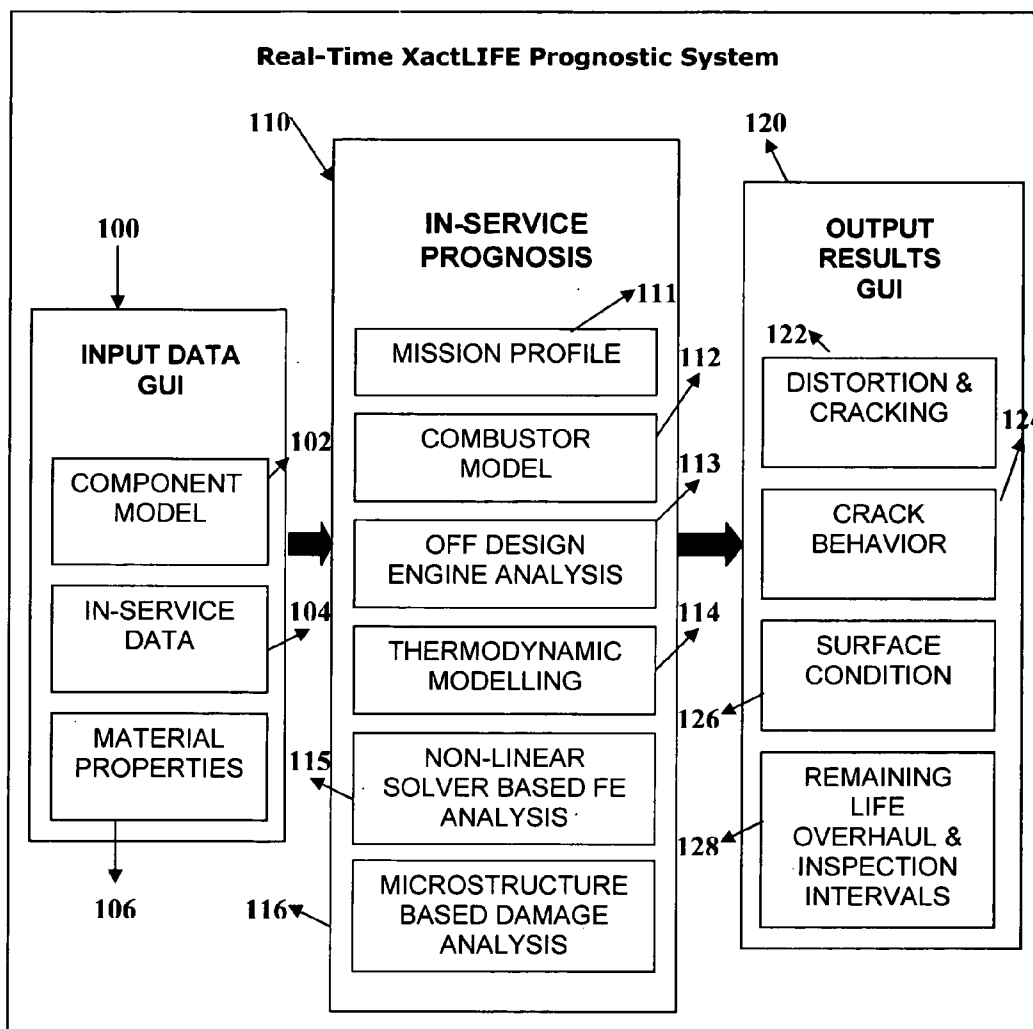 Real-Time XactLIFE Prognostic System
100
INPUT DATA
GUI
102
COMPONENT
MODEL
104
IN-SERVICE
DATA
MATERIAL
PROPERTIES
106
110
IN-SERVICE
PROGNOSIS
111
MISSION PROFILE
112
COMBUSTOR
MODEL
113
OFF DESIGN
ENGINE ANALYSIS
114
THERMODYNAMIC
MODELLING
115
NON-LINEAR
SOLVER BASED FE
ANALYSIS
116
MICROSTRUCTURE
BASED DAMAGE
ANALYSIS
120
OUTPUT
RESULTS
GUI
122
DISTORTION &
CRACKING
124
CRACK
BEHAVIOR
SURFACE
CONDITION
126
REMAINING
LIFE
OVERHAUL &
INSPECTION
INTERVALS
128